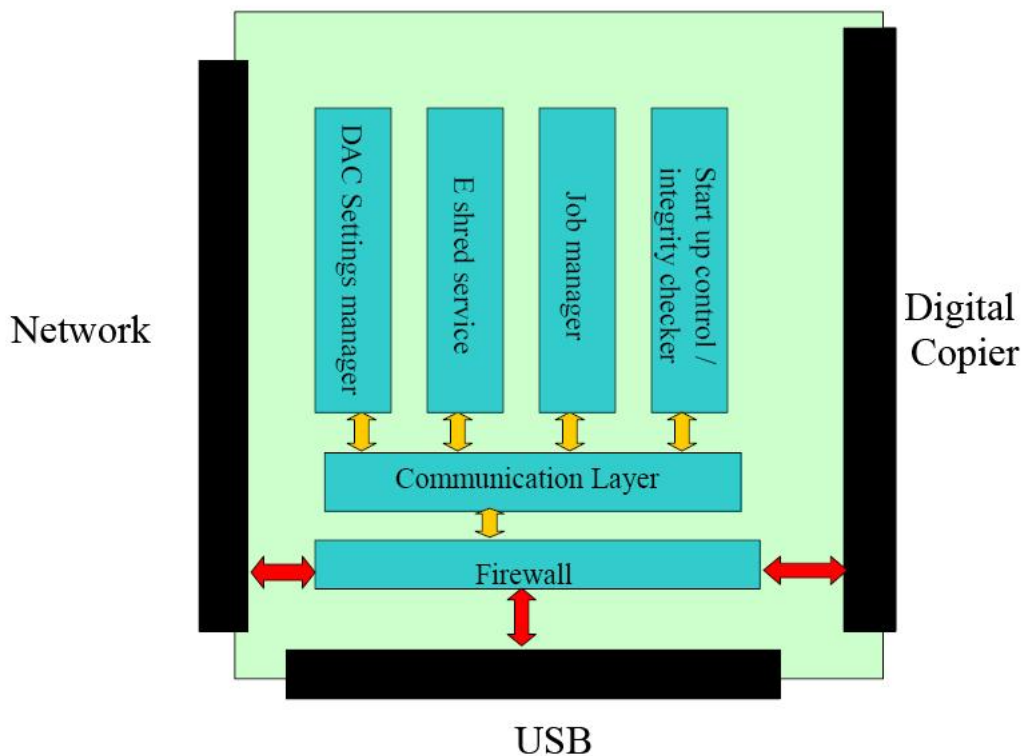 Network
DAC Settings manager
E shred service
Job manager
Start up control /
integrity checker
Digital
Copier
Communication Layer
Firewall
USB